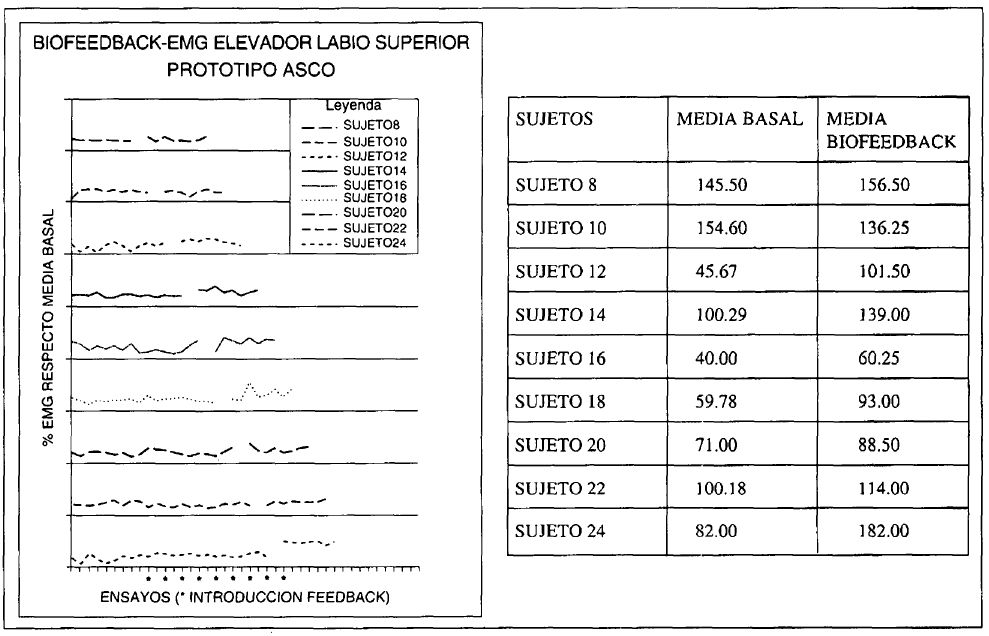 BIOFEEDBACK-EMG ELEVADOR LABIO SUPERIOR
PROTOTIPO ASCO
Leyenda
SUJETO8
SUJETO10
SUJETO12
SUJETO14
SUJETO16
SUJETO18
SUJETO20
SUJETO22
SUJETO24
% EMG RESPECTO MEDIA BASAL
* * * * * * * * *
ENSAYOS (* INTRODUCCION FEEDBACK)
SUJETOS MEDIA BASAL MEDIA
BIOFEEDBACK
SUJETO 8 145.50 156.50
SUJETO 10 154.60 136.25
SUJETO 12 45.67 101.50
SUJETO 14 100.29 139.00
SUJETO 16 40.00 60.25
SUJETO 18 59.78 93.00
SUJETO 20 71.00 88.50
SUJETO 22 100.18 114.00
SUJETO 24 82.00 182.00